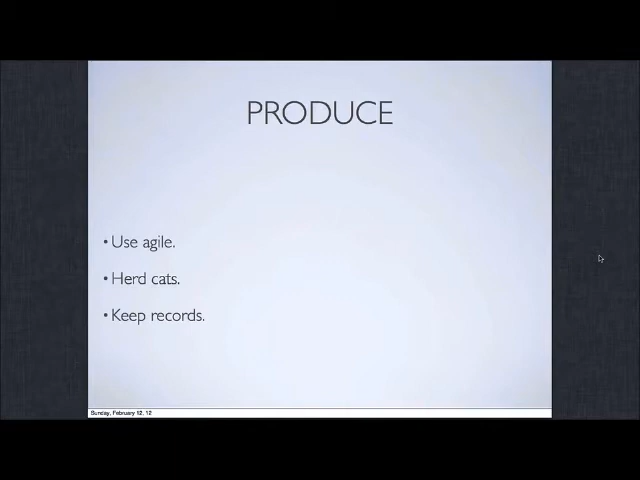 PRODUCE
• Use agile.
• Herd cats.
• Keep records.
Sunday, February 12, 12